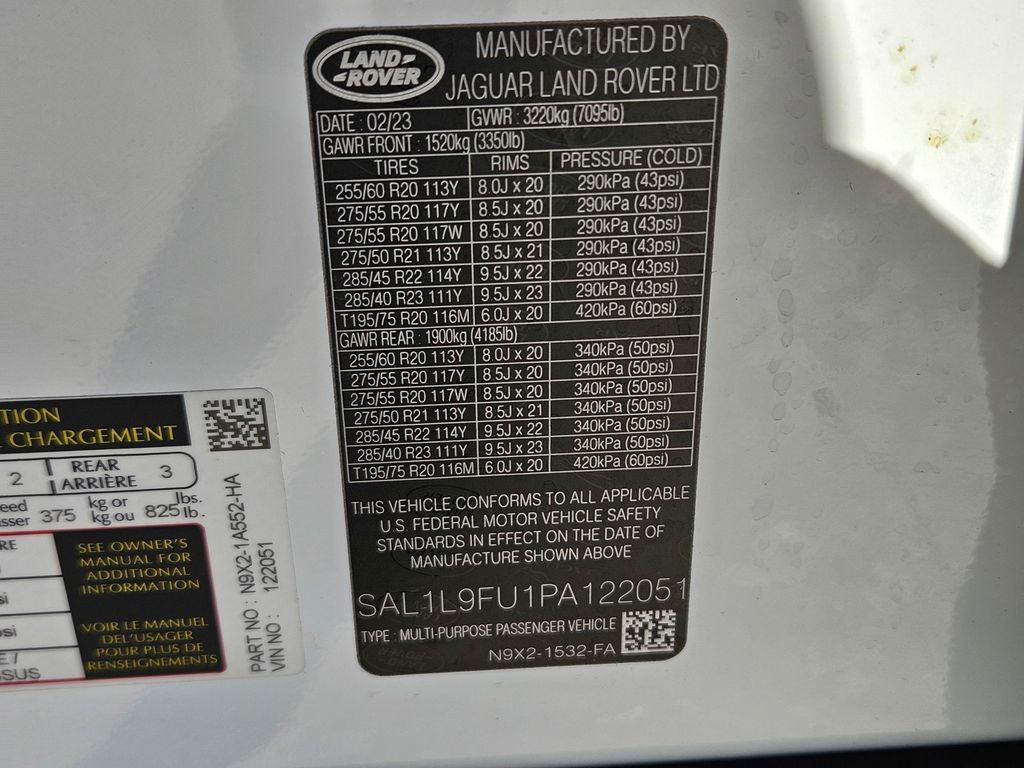 LAND ROVER
MANUFACTURED BY
JAGUAR LAND ROVER LTD
DATE : 02/23 GVWR : 3220kg (7095lb)
GAWR FRONT : 1520kg (3350lb)
TIRES RIMS PRESSURE (COLD)
255/60 R20 113Y 8.0J x 20 290kPa (43psi)
275/55 R20 117Y 8.5J x 20 290kPa (43psi)
275/55 R20 117W 8.5J x 20 290kPa (43psi)
275/50 R21 113Y 8.5J x 21 290kPa (43psi)
285/45 R22 114Y 9.5J x 22 290kPa (43psi)
285/40 R23 111Y 9.5J x 23 290kPa (43psi)
T195/75 R20 116M 6.0J x 20 420kPa (60psi)
GAWR REAR : 1900kg (4185lb)
255/60 R20 113Y 8.0J x 20 340kPa (50psi)
275/55 R20 117Y 8.5J x 20 340kPa (50psi)
275/55 R20 117W 8.5J x 20 340kPa (50psi)
275/50 R21 113Y 8.5J x 21 340kPa (50psi)
285/45 R22 114Y 9.5J x 22 340kPa (50psi)
285/40 R23 111Y 9.5J x 23 340kPa (50psi)
T195/75 R20 116M 6.0J x 20 420kPa (60psi)
THIS VEHICLE CONFORMS TO ALL APPLICABLE
U.S. FEDERAL MOTOR VEHICLE SAFETY
STANDARDS IN EFFECT ON THE DATE OF
MANUFACTURE SHOWN ABOVE
SAL1L9FU1PA122051
TYPE : MULTI-PURPOSE PASSENGER VEHICLE
N9X2-1532-FA
CHARGEMENT
2 REAR 3
ARRIÈRE
375 kg or 825 lbs.
kg ou lb.
SEE OWNER'S
MANUAL FOR
ADDITIONAL
INFORMATION
VOIR LE MANUEL
DEL'USAGER
POUR PLUS DE
RENSEIGNEMENTS
PART NO : N9X2-1A552-HA
VIN NO : 122051